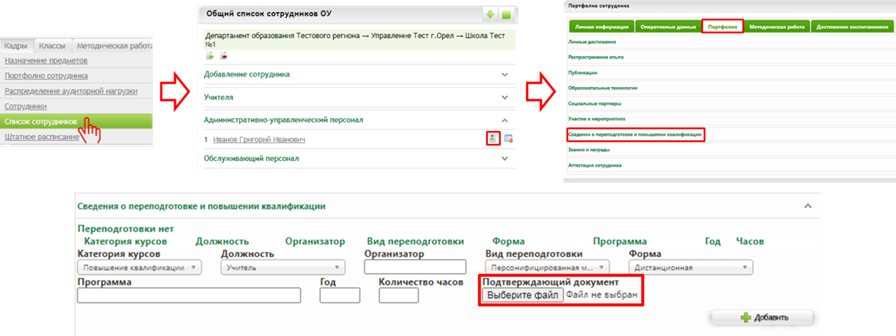 Кадры Классы Методическая работа
Назначение предметов
Портфолио сотрудника
Распределение аудиторной нагрузки
Сотрудники
Список сотрудников
Штатное расписание
Общий список сотрудников ОУ
Департамент образования Тестового региона → Управление Тест г.Орел → Школа Тест
№1
Добавление сотрудника
Учителя
Административно-управленческий персонал
1 Иванов Григорий Иванович
Обслуживающий персонал
Портфолио сотрудника
Личная информация Оперативные данные Портфолио Методическая работа Достижения воспитанников
Личные достижения
Распространение опыта
Публикации
Образовательные технологии
Социальные партнеры
Участие в мероприятиях
Сведения о переподготовке и повышении квалификации
Звания и награды
Аттестация сотрудника
Сведения о переподготовке и повышении квалификации
Переподготовки нет
Категория курсов Должность Организатор Вид переподготовки Форма Программа Год Часов
Категория курсов Должность Организатор Вид переподготовки Форма
Повышение квалификации Учитель Персонифицированная м... Дистанционная
Программа Год Количество часов Подтверждающий документ
Выберите файл Файл не выбран
Добавить